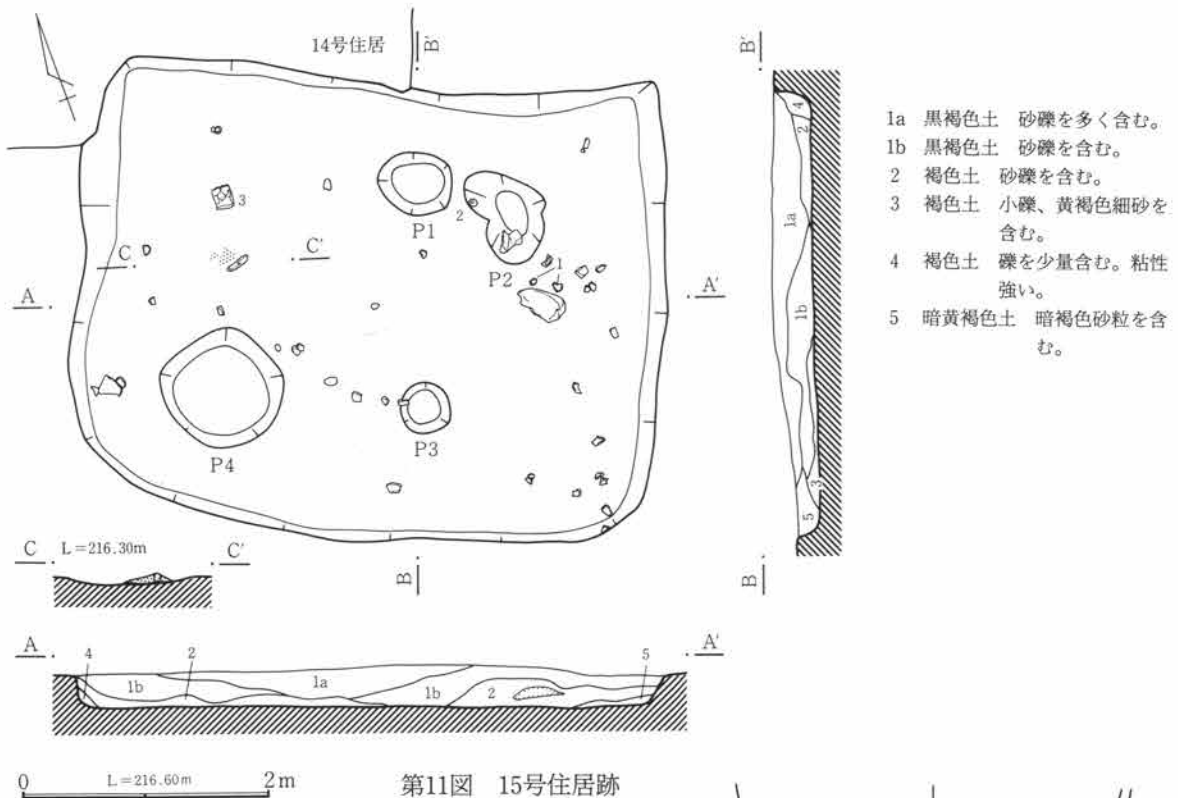 14号住居
B′
B′
3
P1
2
P2
1
C
C′
A
A′
P4
P3
B
B
4
2
1a
1b
3
5
1a 黒褐色土 砂礫を多く含む。
1b 黒褐色土 砂礫を含む。
2 褐色土 砂礫を含む。
3 褐色土 小礫、黄褐色細砂を
含む。
4 褐色土 礫を少量含む。粘性
強い。
5 暗黄褐色土 暗褐色砂粒を含
む。
C L=216.30m C′
A A′
4 2 5
1b 1a 1b 2
0 L=216.60m 2m
第11図 15号住居跡